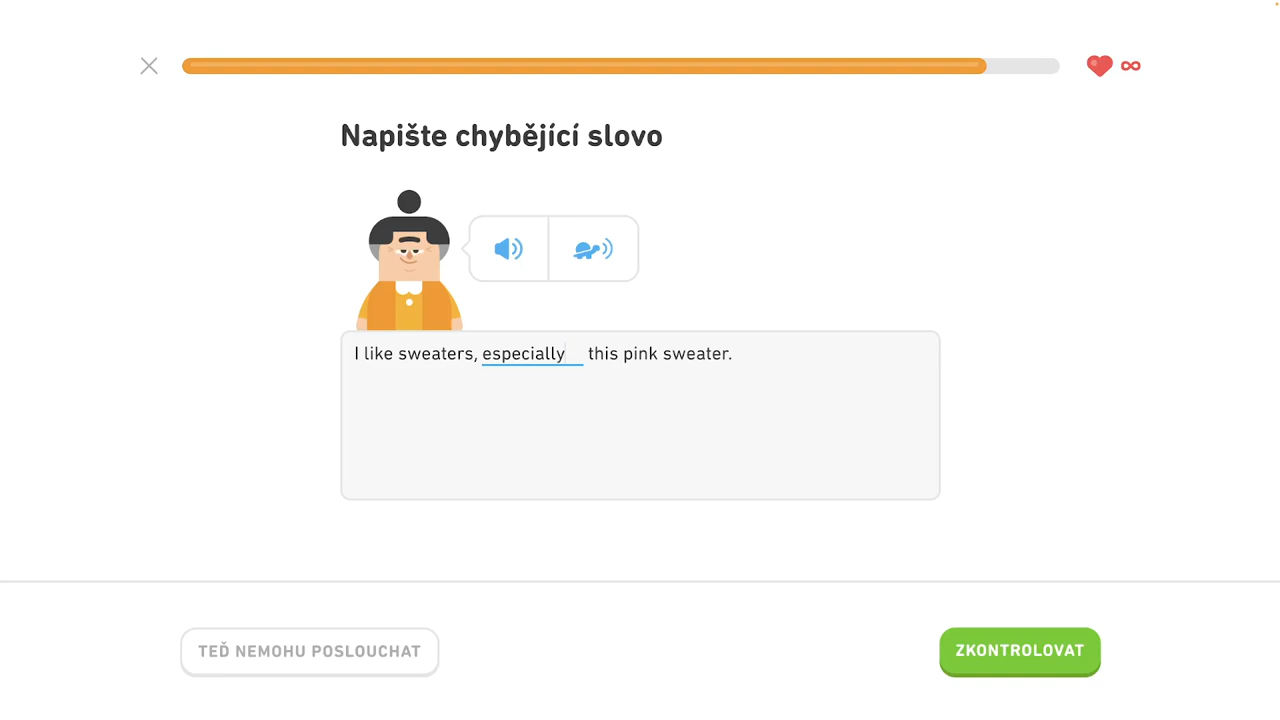 Napište chybějící slovo
I like sweaters, especially this pink sweater.
TEĎ NEMOHU POSLOUCHAT
ZKONTROLOVAT